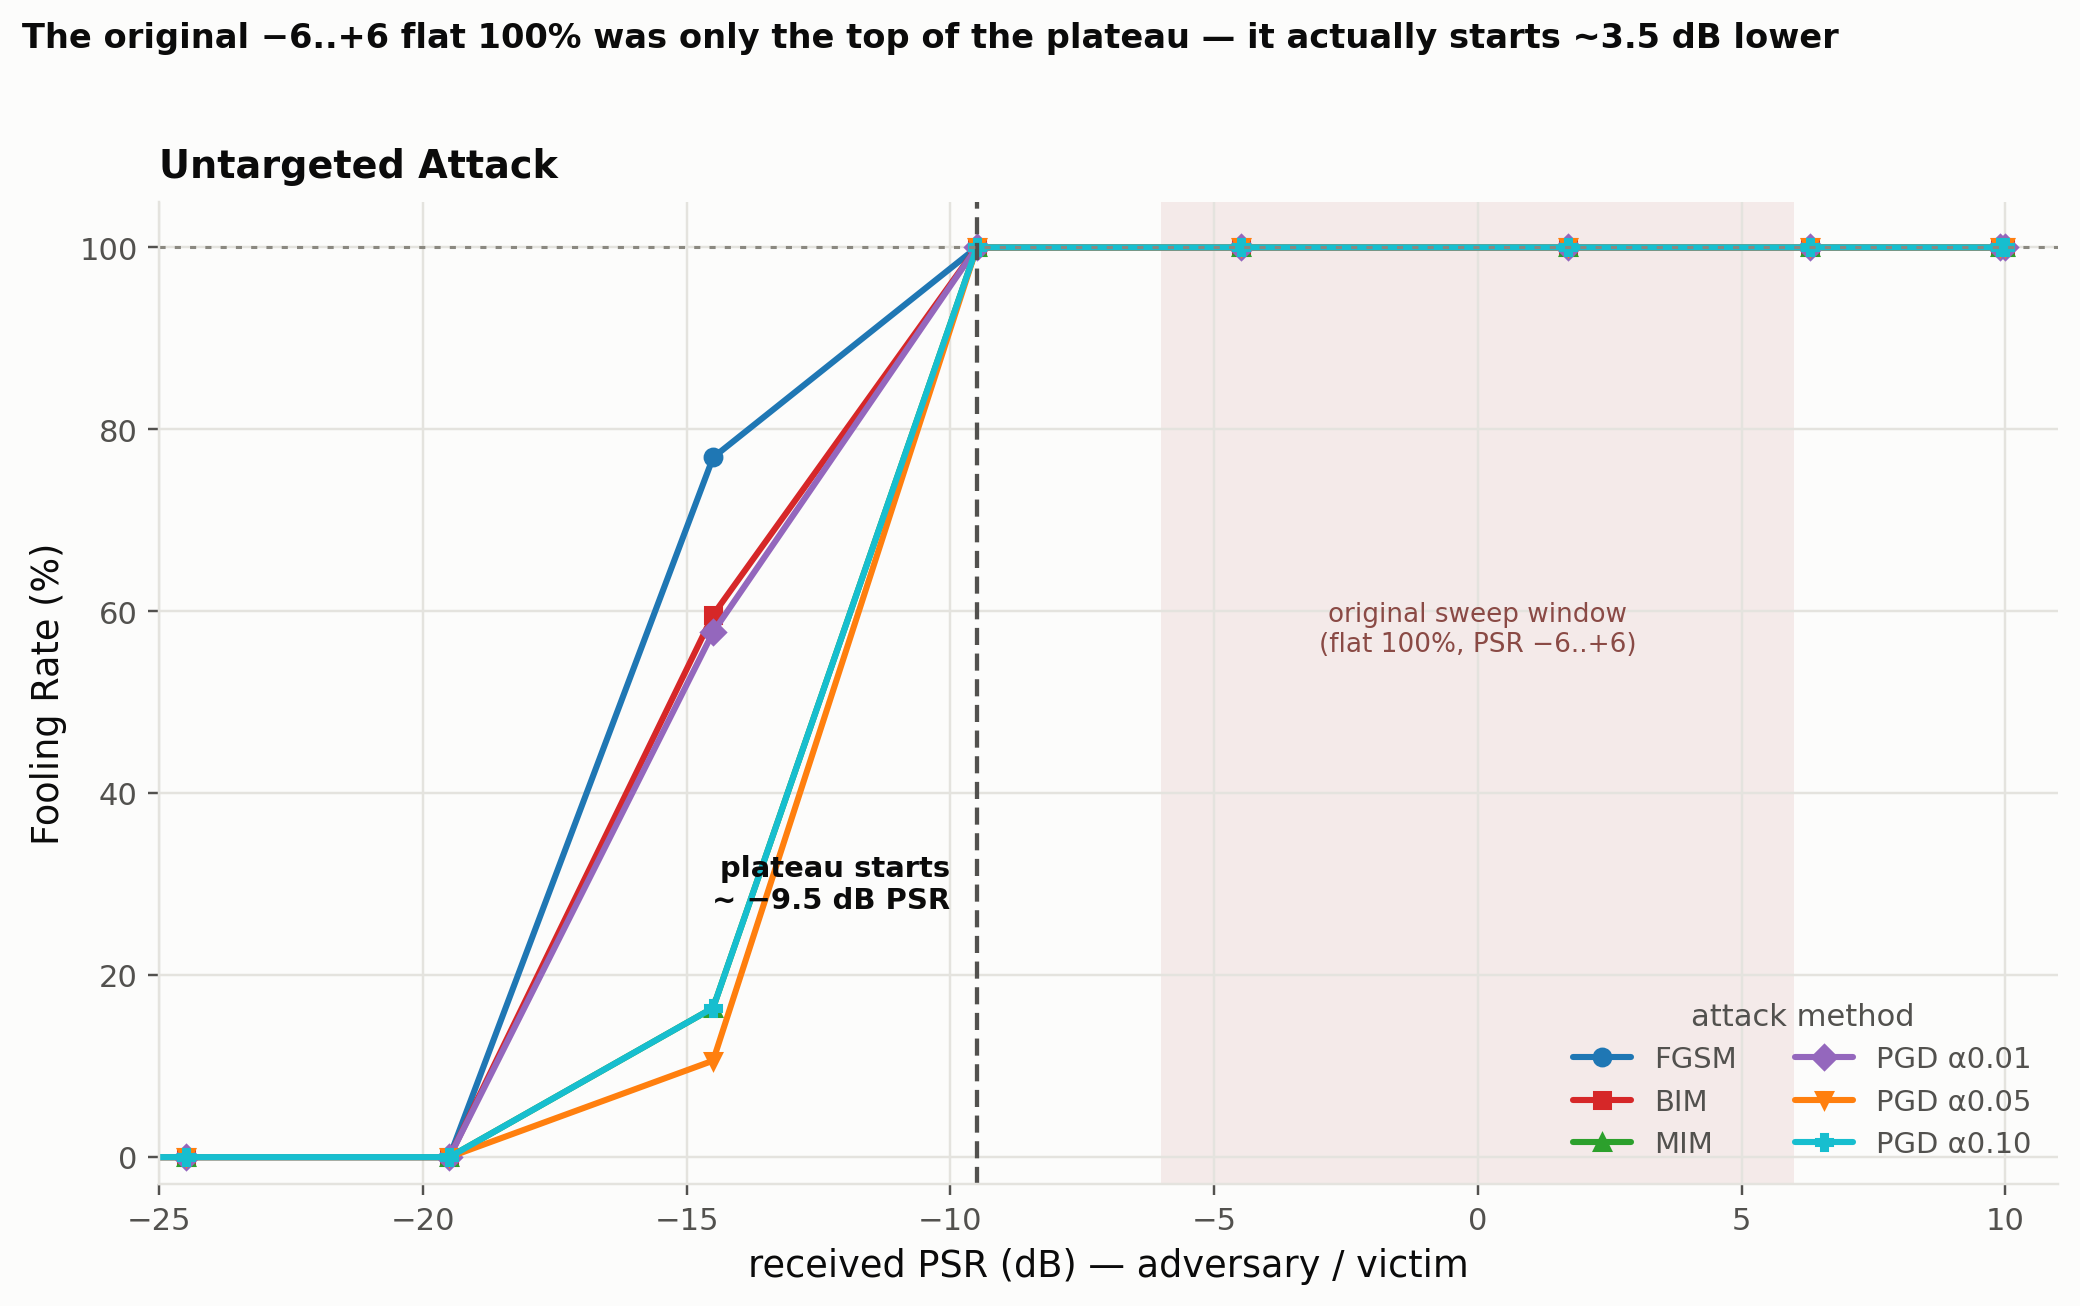 The original −6..+6 flat 100% was only the top of the plateau — it actually starts ~3.5 dB lower
Untargeted Attack
Fooling Rate (%)
100
80
60
40
20
0
original sweep window
(flat 100%, PSR −6..+6)
plateau starts
~ −9.5 dB PSR
attack method
FGSM
BIM
MIM
PGD α0.01
PGD α0.05
PGD α0.10
−25
−20
−15
−10
−5
0
5
10
received PSR (dB) — adversary / victim